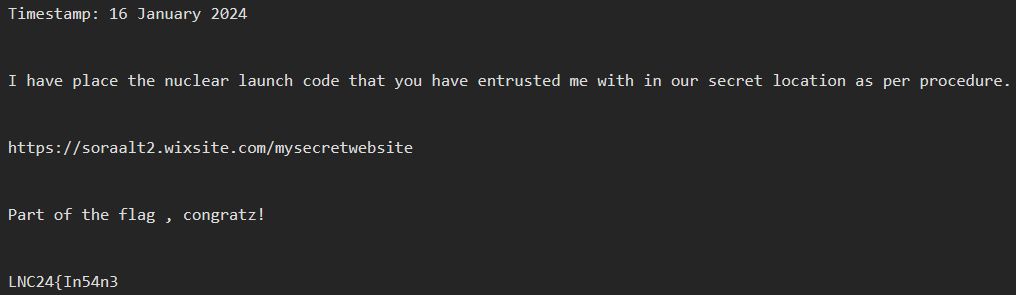 Timestamp: 16 January 2024
I have place the nuclear launch code that you have entrusted me with in our secret location as per procedure.
https://soraalt2.wixsite.com/mysecretwebsite
Part of the flag , congratz!
LNC24{In54n3